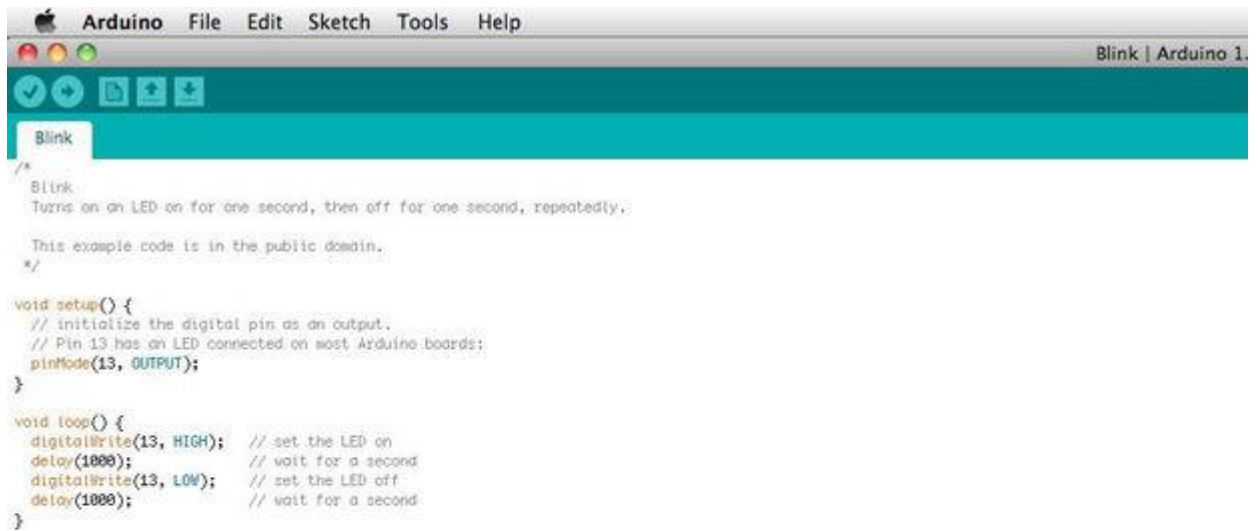 Arduino File Edit Sketch Tools Help
Blink | Arduino 1.
Blink
/*
Blink
Turns on an LED on for one second, then off for one second, repeatedly.
This example code is in the public domain.
*/
void setup() {
// initialize the digital pin as an output.
// Pin 13 has an LED connected on most Arduino boards:
pinMode(13, OUTPUT);
}
void loop() {
digitalWrite(13, HIGH); // set the LED on
delay(1000); // wait for a second
digitalWrite(13, LOW); // set the LED off
delay(1000); // wait for a second
}